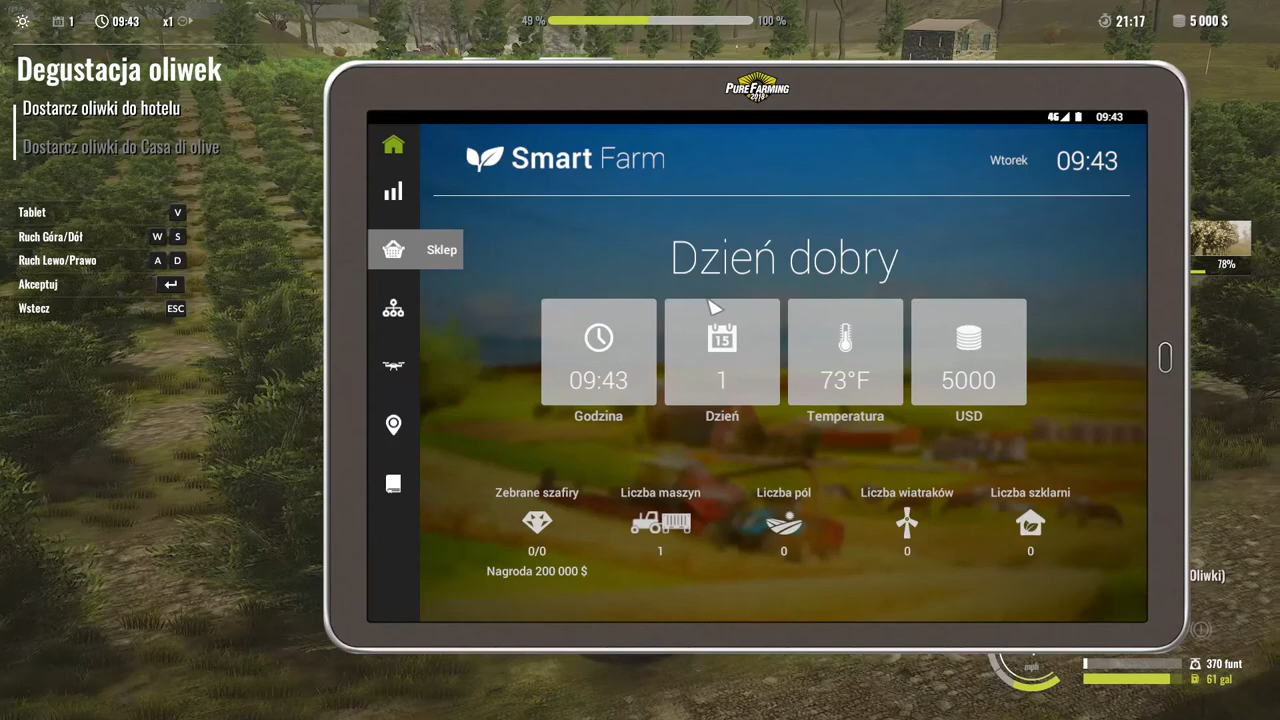 1 09:43 x1
49 % 100 %
21:17 5 000 $
Degustacja oliwek
Dostarcz oliwki do hotelu
Dostarcz oliwki do Casa di olive
Tablet V
Ruch Góra/Dół W S
Ruch Lewo/Prawo A D
Akceptuj
Wstecz ESC
PURE FARMING
2018
4G 09:43
Smart Farm
Wtorek 09:43
Sklep
Dzień dobry
15
09:43 1 73°F 5000
Godzina Dzień Temperatura USD
Zebrane szafiry Liczba maszyn Liczba pól Liczba wiatraków Liczba szklarni
0/0 1 0 0 0
Nagroda 200 000 $
78%
Oliwki)
mph
370 funt
61 gal